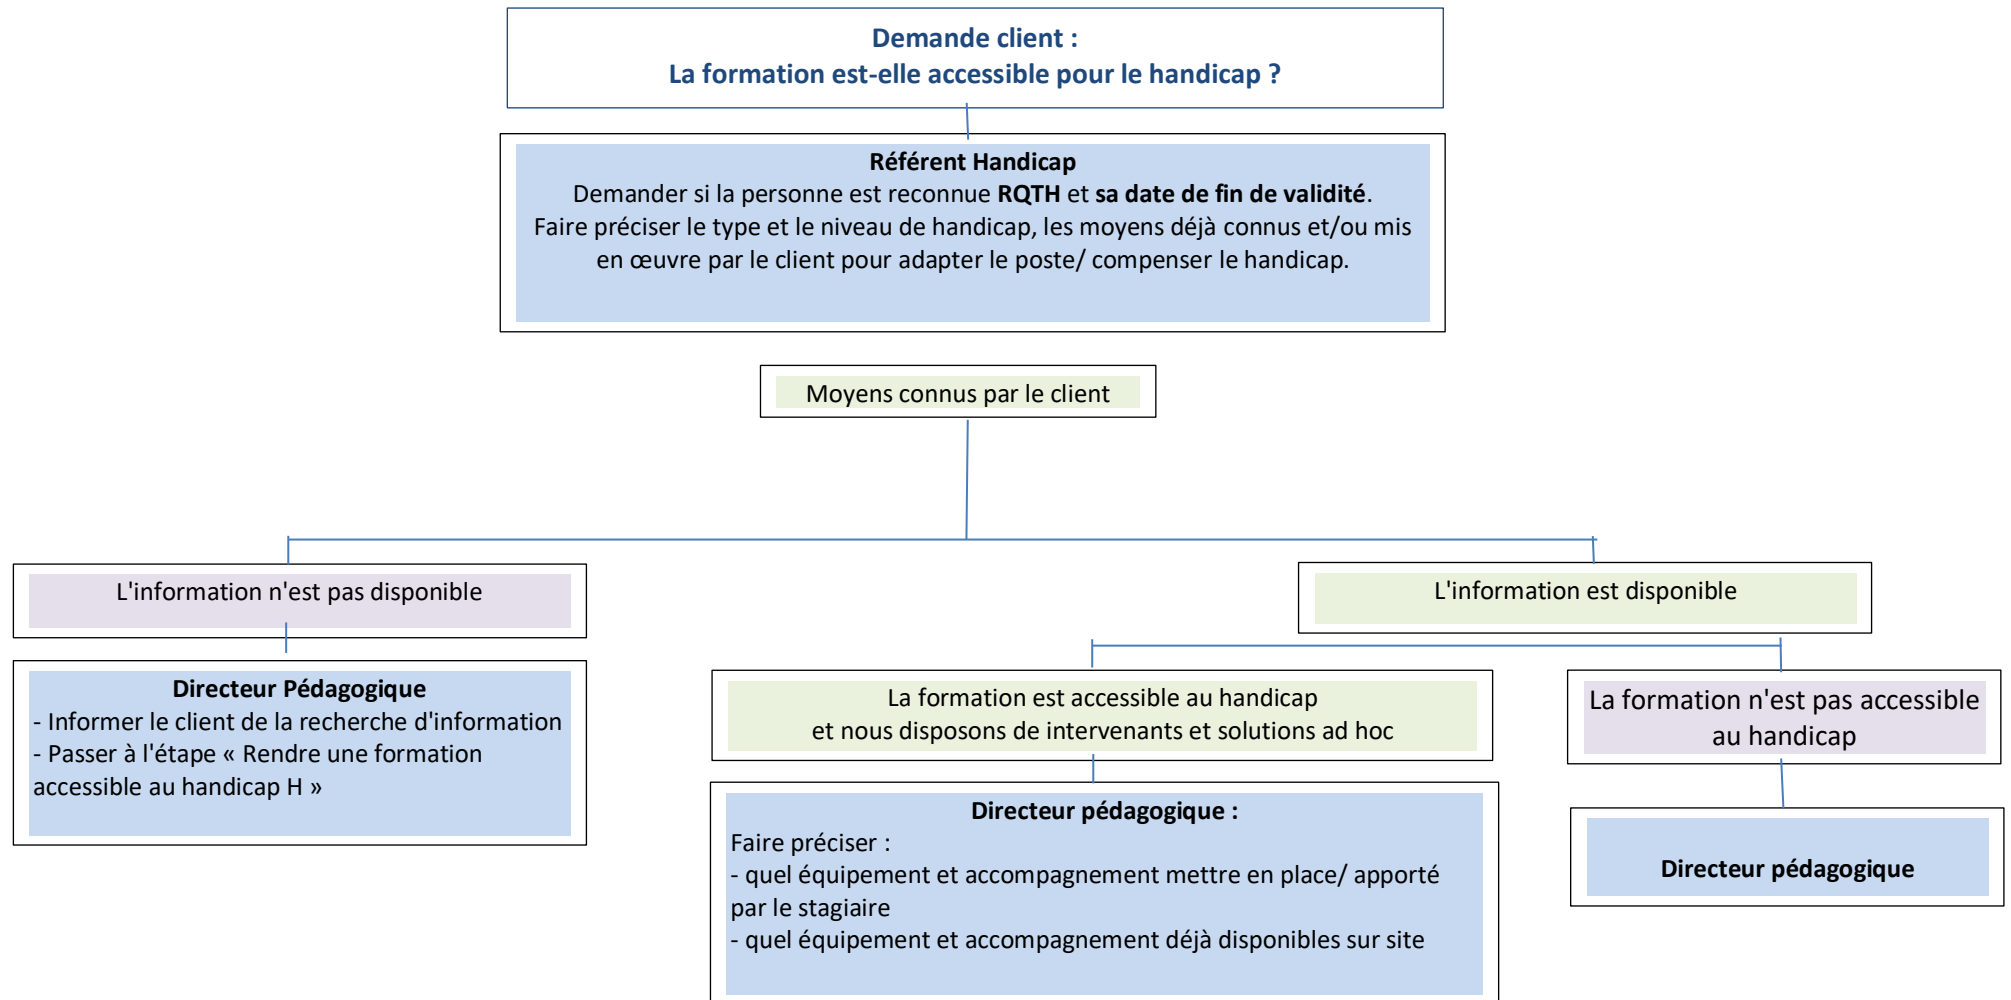 Demande client :
La formation est-elle accessible pour le handicap ?
Référent Handicap
Demander si la personne est reconnue RQTH et sa date de fin de validité.
Faire préciser le type et le niveau de handicap, les moyens déjà connus et/ou mis
en œuvre par le client pour adapter le poste/ compenser le handicap.
Moyens connus par le client
L'information n'est pas disponible
L'information est disponible
Directeur Pédagogique
- Informer le client de la recherche d'information
- Passer à l'étape « Rendre une formation
accessible au handicap H »
La formation est accessible au handicap
et nous disposons de intervenants et solutions ad hoc
La formation n'est pas accessible
au handicap
Directeur pédagogique :
Faire préciser :
- quel équipement et accompagnement mettre en place/ apporté
par le stagiaire
- quel équipement et accompagnement déjà disponibles sur site
Directeur pédagogique